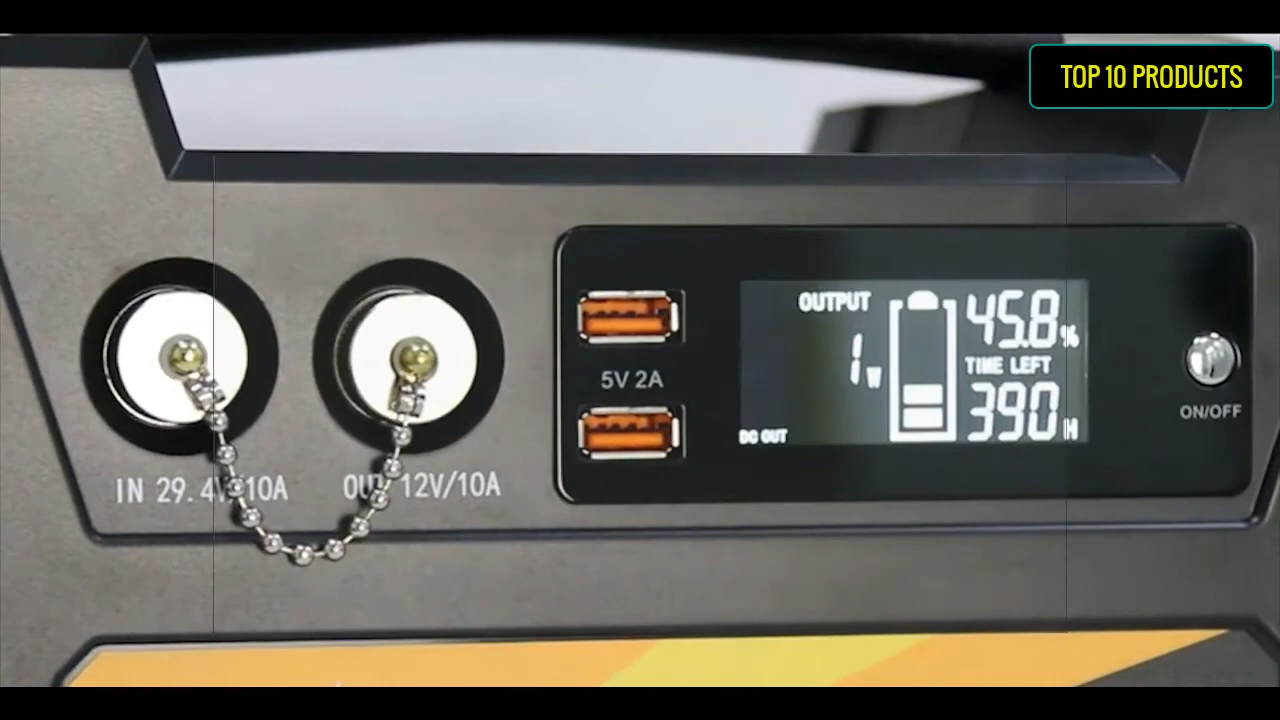 TOP 10 PRODUCTS
OUTPUT
1W
45.8%
TIME LEFT
390H
DC OUT
5V 2A
ON/OFF
IN 29.4V/10A
OUT 12V/10A